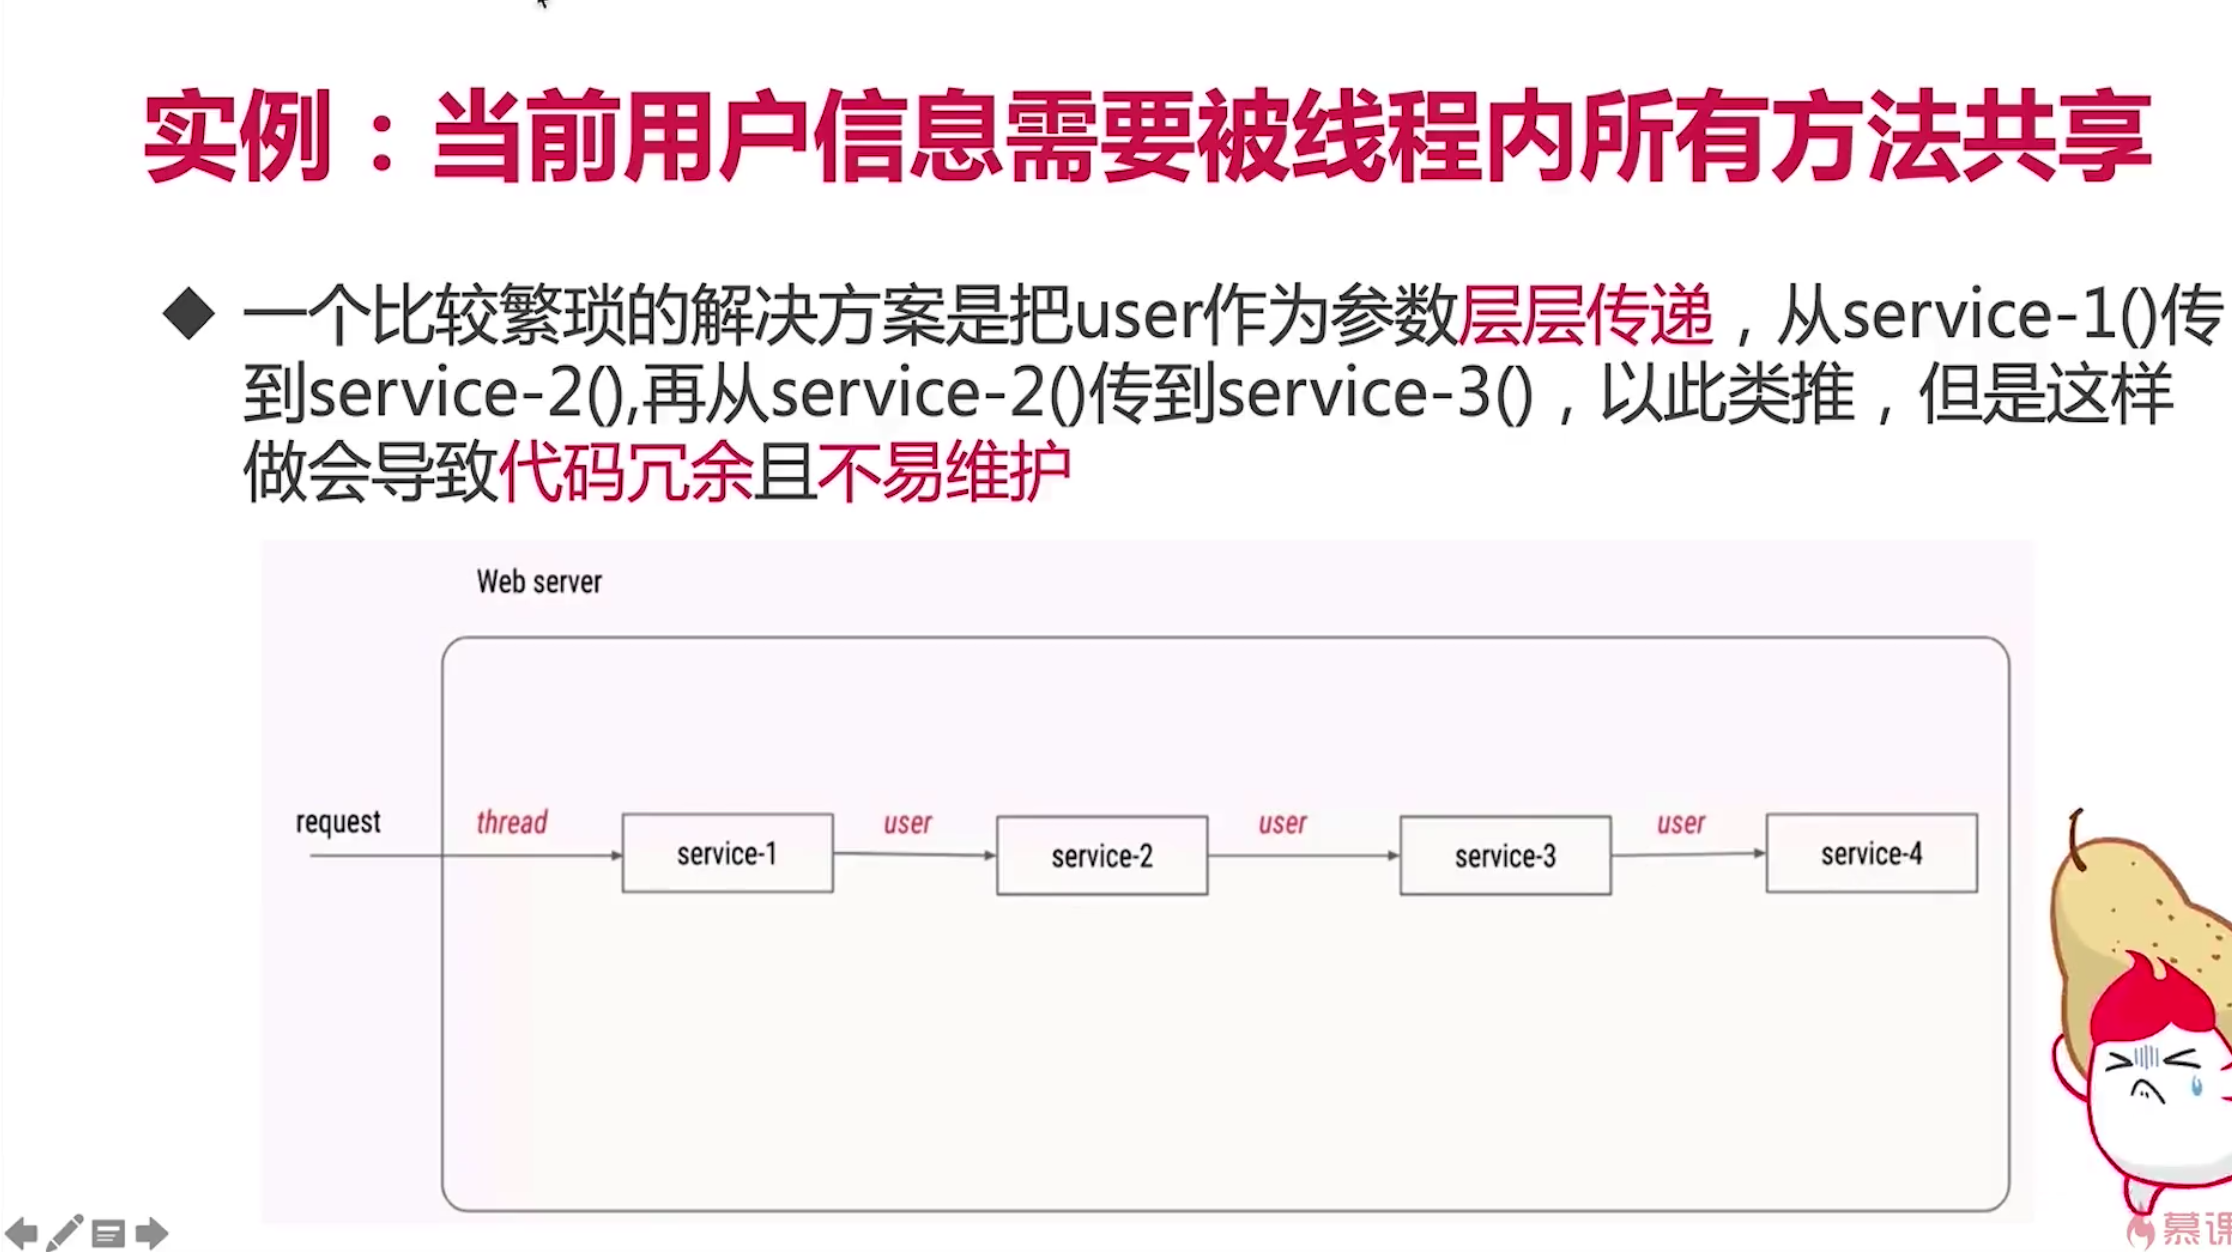 实例：当前用户信息需要被线程内所有方法共享
◆ 一个比较繁琐的解决方案是把user作为参数层层传递，从service-1()传
到service-2(),再从service-2()传到service-3()，以此类推，但是这样
做会导致代码冗余且不易维护
Web server
request
thread
user
user
user
service-1
service-2
service-3
service-4
慕课